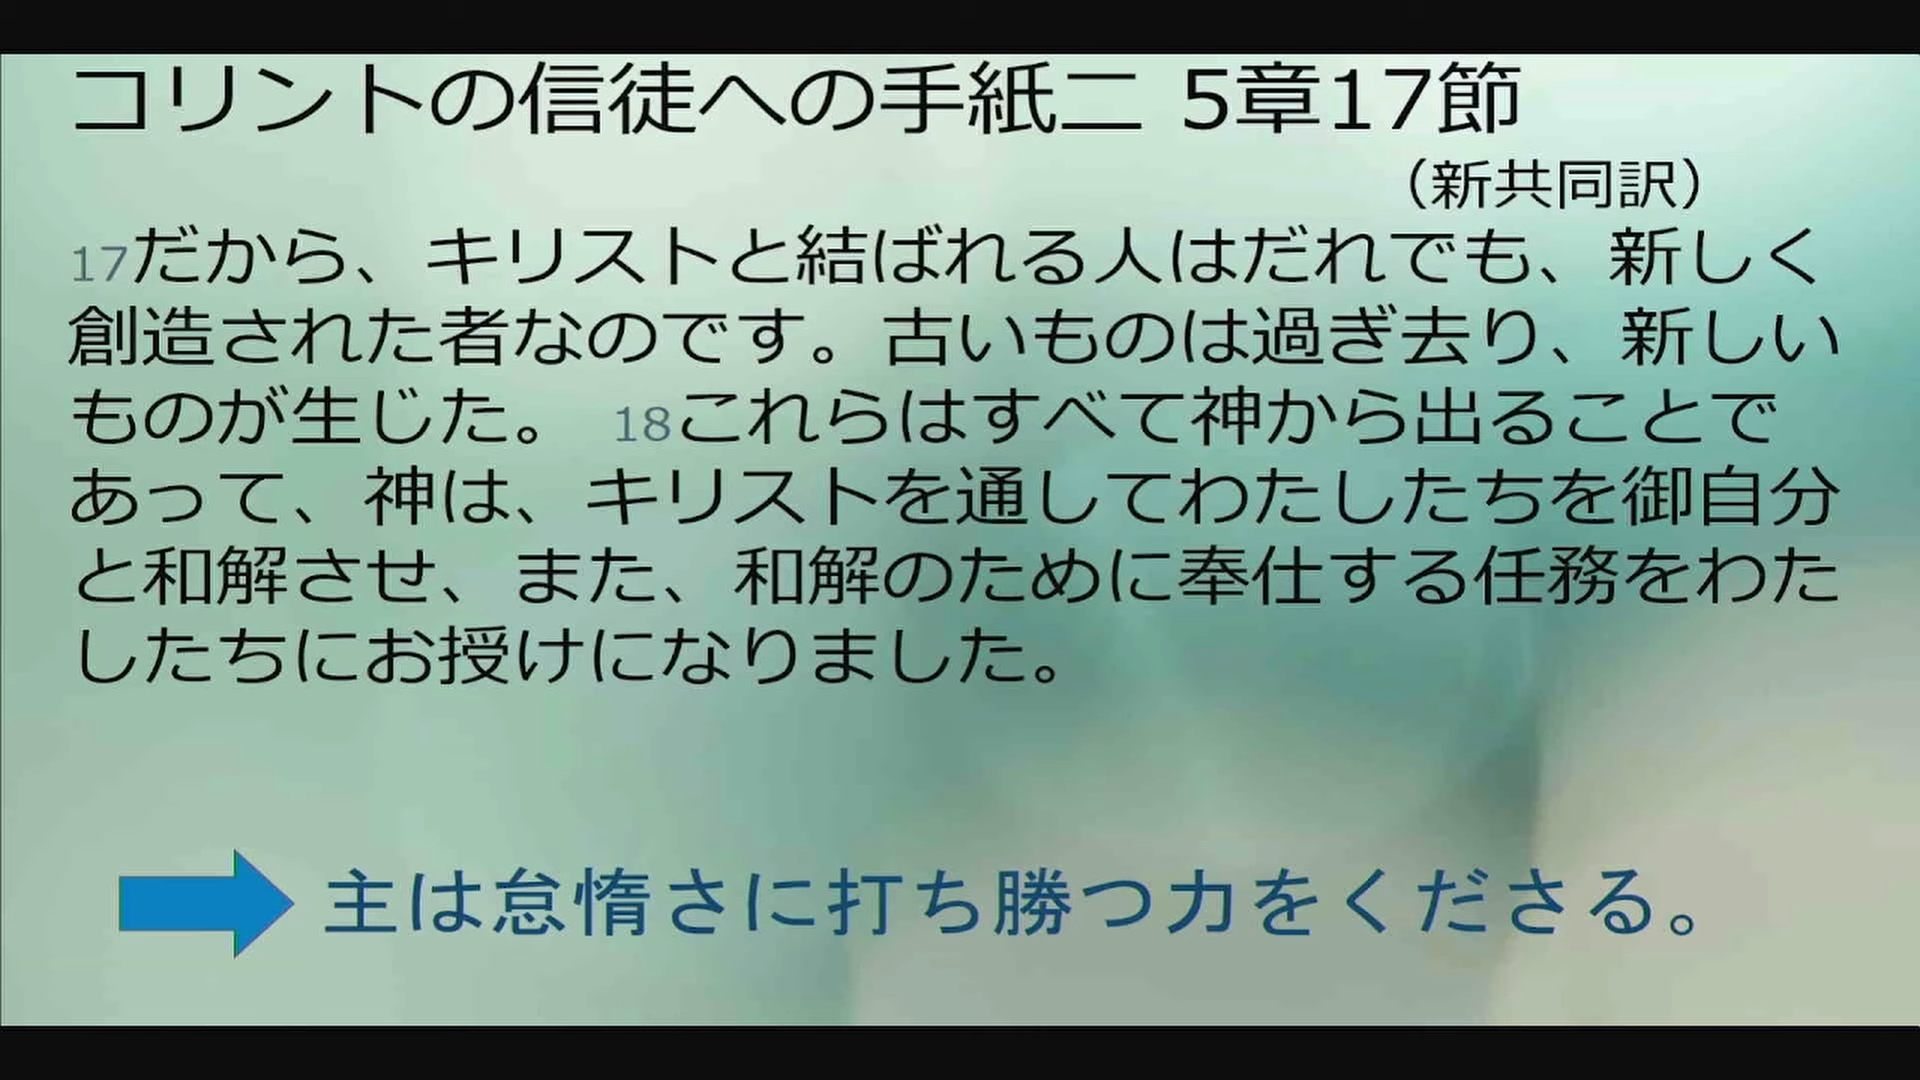 コリントの信徒への手紙二 5章17節
（新共同訳）
17だから、キリストと結ばれる人はだれでも、新しく
創造された者なのです。古いものは過ぎ去り、新しい
ものが生じた。 18これらはすべて神から出ることで
あって、神は、キリストを通してわたしたちを御自分
と和解させ、また、和解のために奉仕する任務をわた
したちにお授けになりました。
主は怠惰さに打ち勝つ力をくださる。